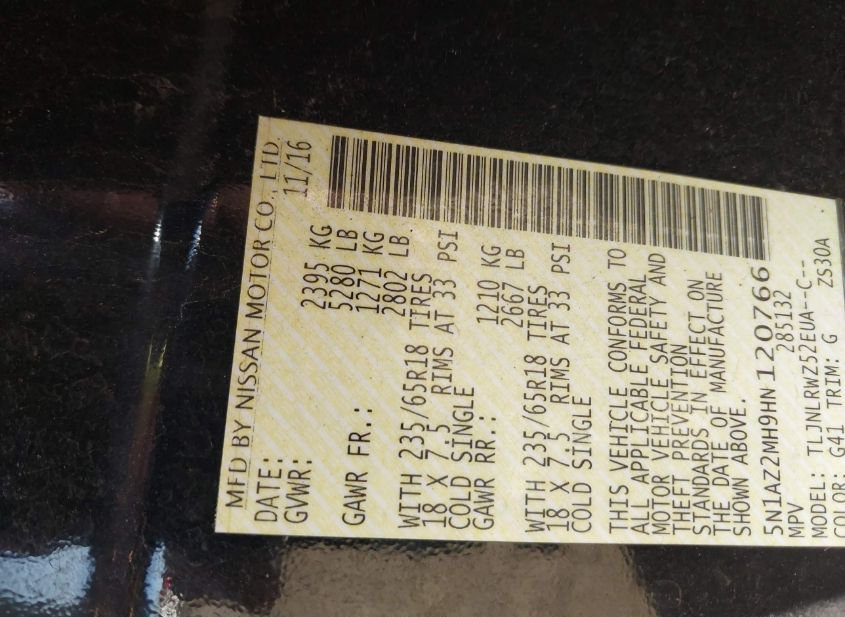 MFD BY NISSAN MOTOR CO., LTD.
DATE: 11/16
GVWR: 2395 KG
5280 LB
GAWR FR.: 1271 KG
2802 LB
WITH 235/65R18 TIRES
18 X 7.5 RIMS AT 33 PSI
COLD SINGLE
GAWR RR.: 1210 KG
2667 LB
WITH 235/65R18 TIRES
18 X 7.5 RIMS AT 33 PSI
COLD SINGLE
THIS VEHICLE CONFORMS TO
ALL APPLICABLE FEDERAL
MOTOR VEHICLE SAFETY AND
THEFT PREVENTION
STANDARDS IN EFFECT ON
THE DATE OF MANUFACTURE
SHOWN ABOVE.
5N1AZ2MH9HN120766
MPV 285132
MODEL: TLJNLRWZ52EUA--C--
COLOR: G41 TRIM: G ZS30A